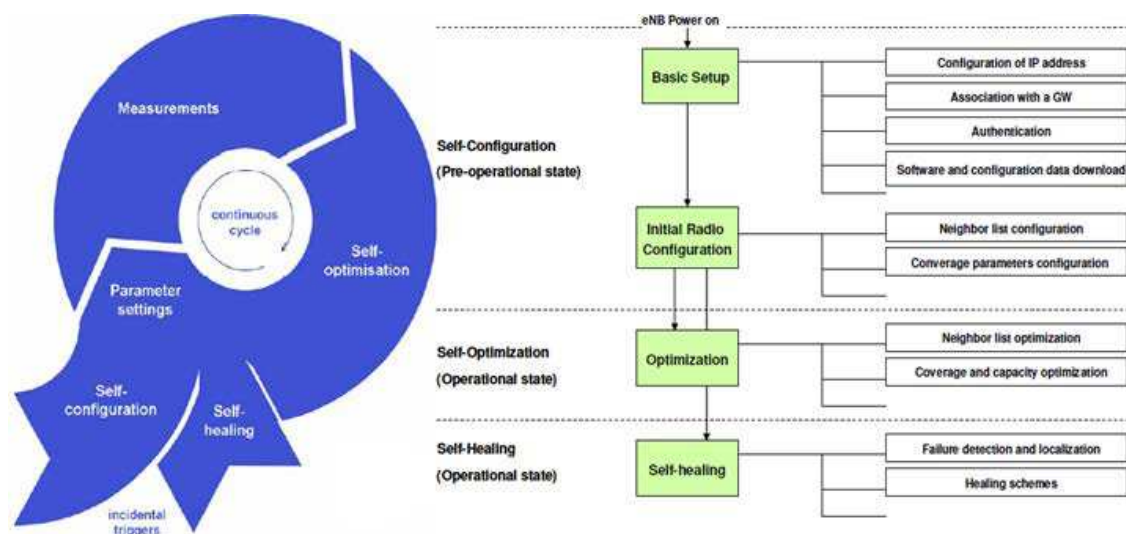 Measurements
continuous
cycle
Self-
optimisation
Parameter
settings
Self-
configuration
Self-
healing
incidental
triggers
eNB Power on
Self-Configuration
(Pre-operational state)
Basic Setup
Configuration of IP address
Association with a GW
Authentication
Software and configuration data download
Initial Radio
Configuration
Neighbor list configuration
Converage parameters configuration
Self-Optimization
(Operational state)
Optimization
Neighbor list optimization
Coverage and capacity optimization
Self-Healing
(Operational state)
Self-healing
Failure detection and localization
Healing schemes